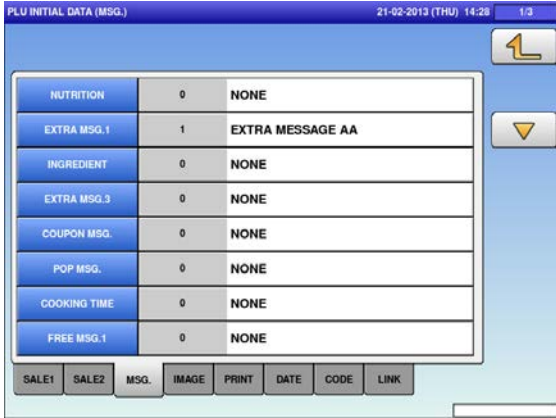 PLU INITIAL DATA (MSG.) 21-02-2013 (THU) 14:28 1/3
NUTRITION 0 NONE
EXTRA MSG.1 1 EXTRA MESSAGE AA
INGREDIENT 0 NONE
EXTRA MSG.3 0 NONE
COUPON MSG. 0 NONE
POP MSG. 0 NONE
COOKING TIME 0 NONE
FREE MSG.1 0 NONE
SALE1 SALE2 MSG. IMAGE PRINT DATE CODE LINK